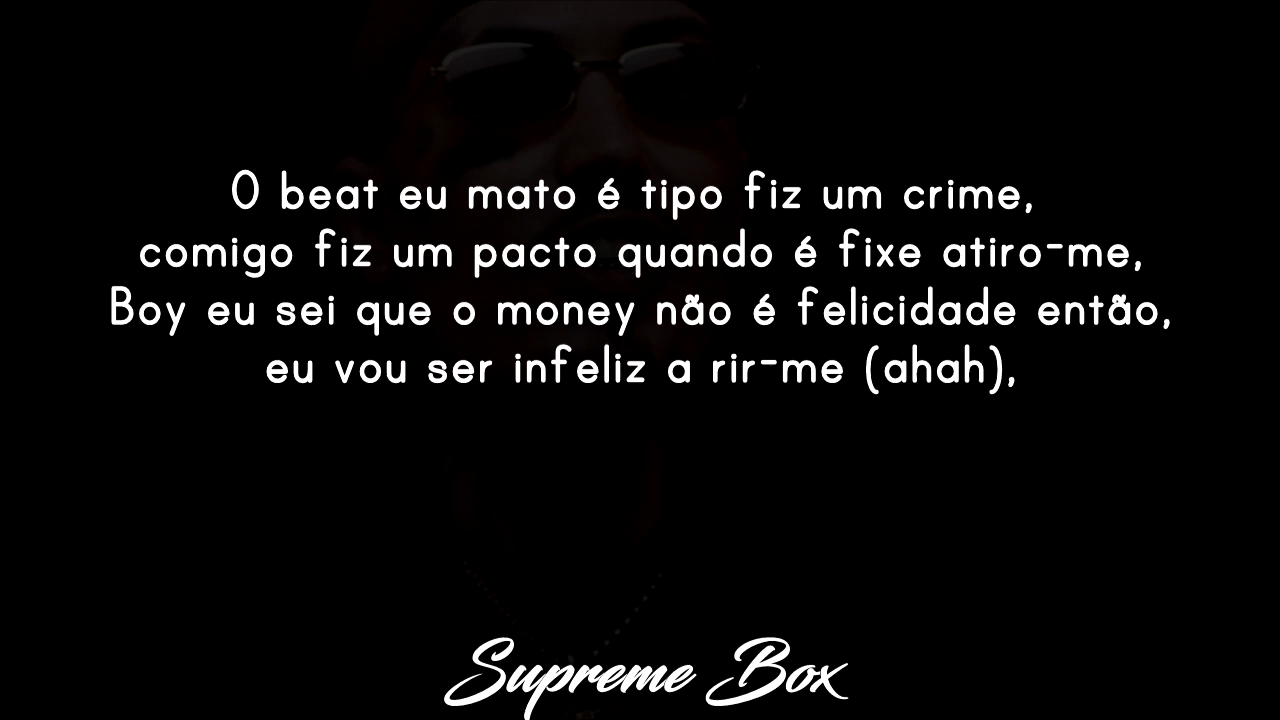 O beat eu mato é tipo fiz um crime,
comigo fiz um pacto quando é fixe atiro-me,
Boy eu sei que o money não é felicidade então,
eu vou ser infeliz a rir-me (ahah),
Supreme Box